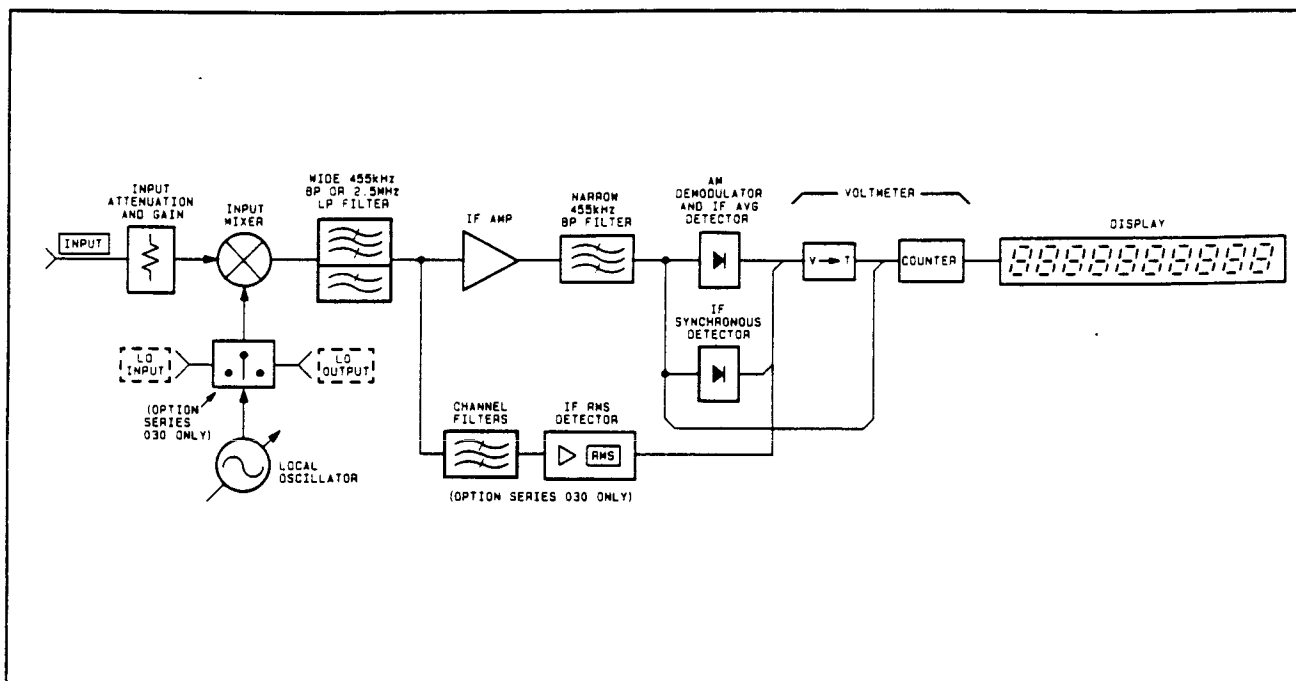 INPUT
ATTENUATION
AND GAIN
INPUT
INPUT
MIXER
WIDE 455kHz
BP OR 2.5MHz
LP FILTER
IF AMP
NARROW
455kHz
BP FILTER
AM
DEMODULATOR
AND IF AVG
DETECTOR
VOLTMETER
V → T
COUNTER
DISPLAY
8888888888
IF
SYNCHRONOUS
DETECTOR
LO
INPUT
LO
OUTPUT
(OPTION
SERIES
030 ONLY)
LOCAL
OSCILLATOR
CHANNEL
FILTERS
IF RMS
DETECTOR
RMS
(OPTION SERIES 030 ONLY)